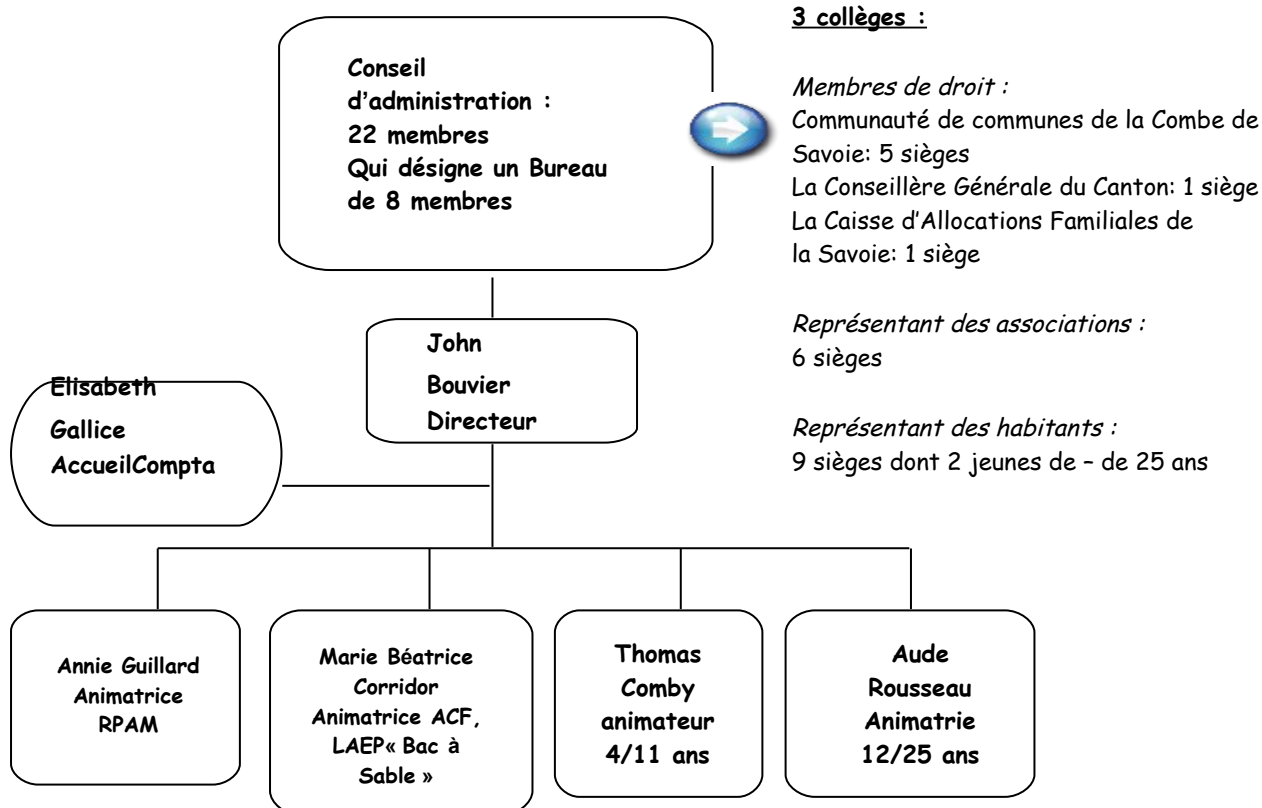 Conseil
d’administration :
22 membres
Qui désigne un Bureau
de 8 membres
3 collèges :
Membres de droit :
Communauté de communes de la Combe de
Savoie: 5 sièges
La Conseillère Générale du Canton: 1 siège
La Caisse d’Allocations Familiales de
la Savoie: 1 siège
Représentant des associations :
6 sièges
Représentant des habitants :
9 sièges dont 2 jeunes de – de 25 ans
John
Bouvier
Directeur
Elisabeth
Gallice
AccueilCompta
Annie Guillard
Animatrice
RPAM
Marie Béatrice
Corridor
Animatrice ACF,
LAEP« Bac à
Sable »
Thomas
Comby
animateur
4/11 ans
Aude
Rousseau
Animatrie
12/25 ans